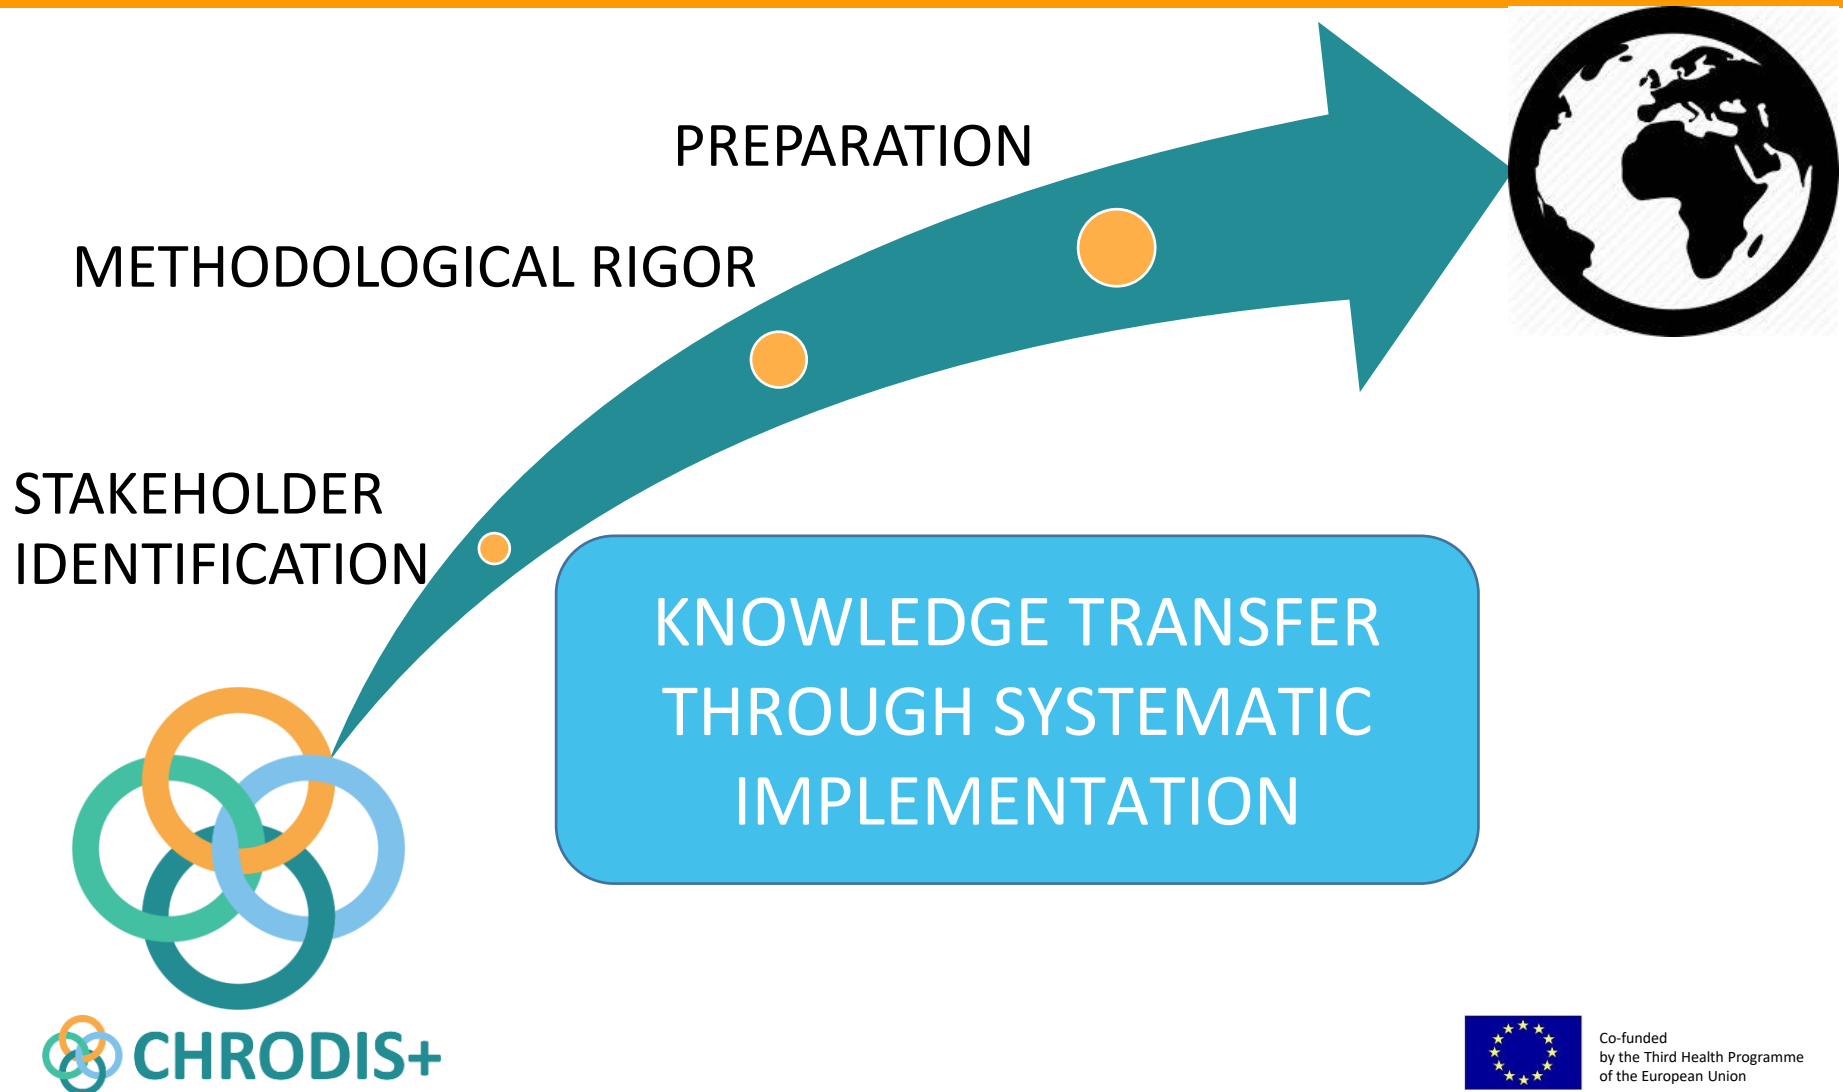 PREPARATION
METHODOLOGICAL RIGOR
STAKEHOLDER
IDENTIFICATION
KNOWLEDGE TRANSFER
THROUGH SYSTEMATIC
IMPLEMENTATION
CHRODIS+
Co-funded
by the Third Health Programme
of the European Union